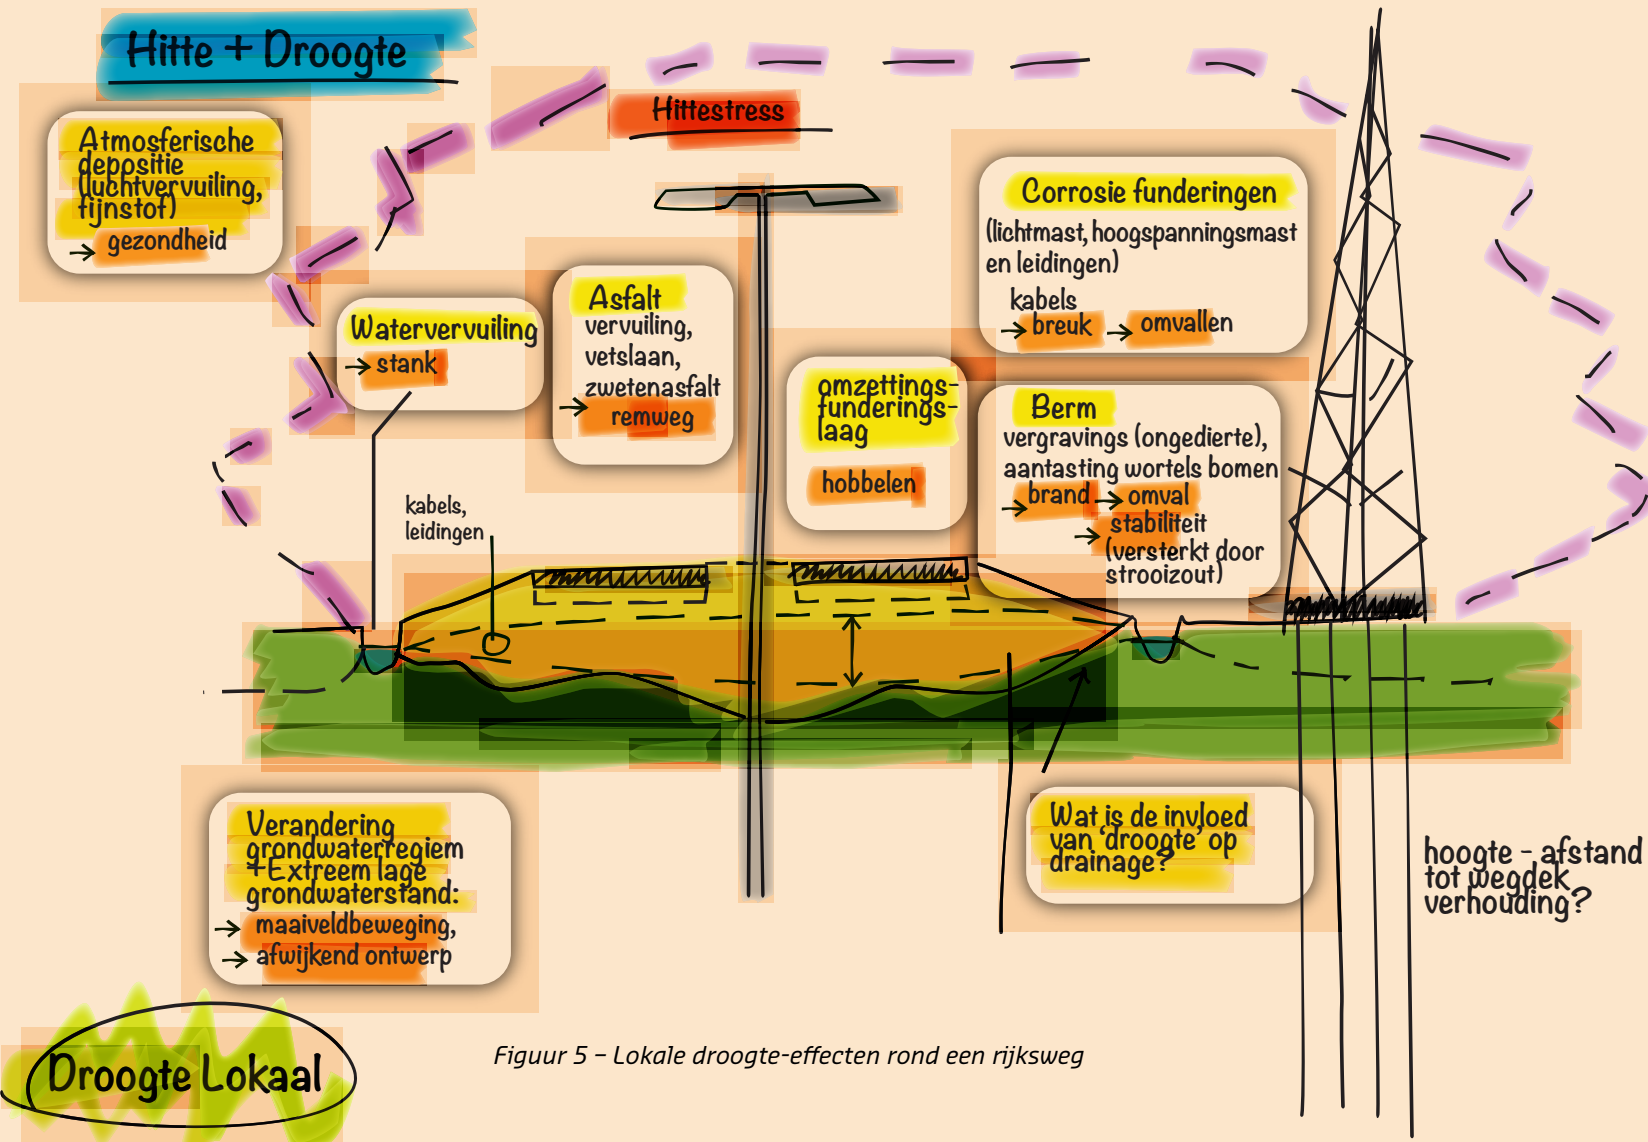 Hitte + Droogte
Hittestress
Atmosferische
depositie
(luchtvervuiling,
fijnstof)
gezondheid
Watervervuiling
stank
Asfalt
vervuiling,
vetslaan,
zwetenasfalt
remweg
Corrosie funderingen
(lichtmast, hoogspanningsmast
en leidingen)
kabels
breuk omvallen
omzettings-
funderings-
laag
hobbelen
Berm
vergravings (ongedierte),
aantasting wortels bomen
brand omval
stabiliteit
(versterkt door
strooizout)
kabels,
leidingen
Verandering
grondwaterregiem
+Extreem lage
grondwaterstand:
maaiveldbeweging,
afwijkend ontwerp
Wat is de invloed
van ‘droogte’ op
drainage?
hoogte - afstand
tot wegdek
verhouding?
Droogte Lokaal
Figuur 5 – Lokale droogte-effecten rond een rijksweg